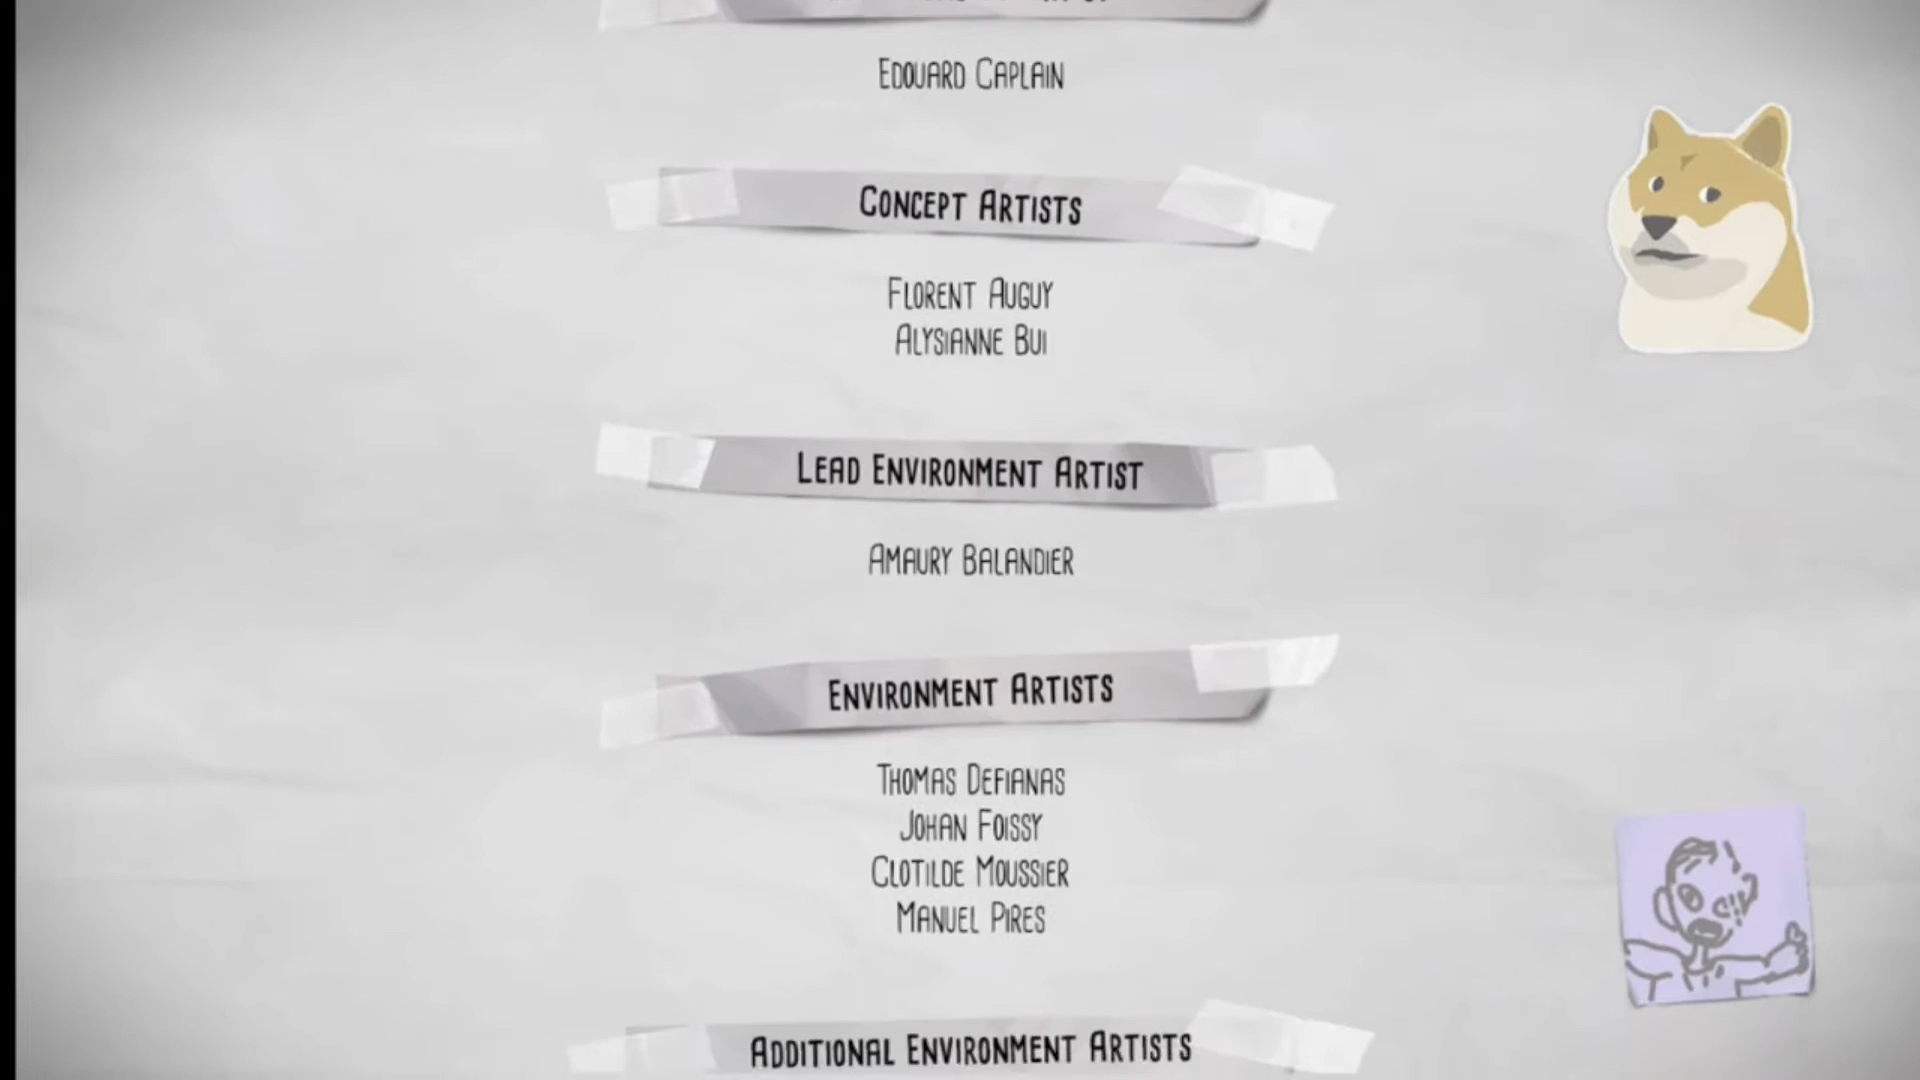 Edouard Caplain
Concept Artists
Florent Auguy
Alysianne Bui
Lead Environment Artist
Amaury Balandier
Environment Artists
Thomas Defianas
Johan Foissy
Clotilde Moussier
Manuel Pires
Additional Environment Artists